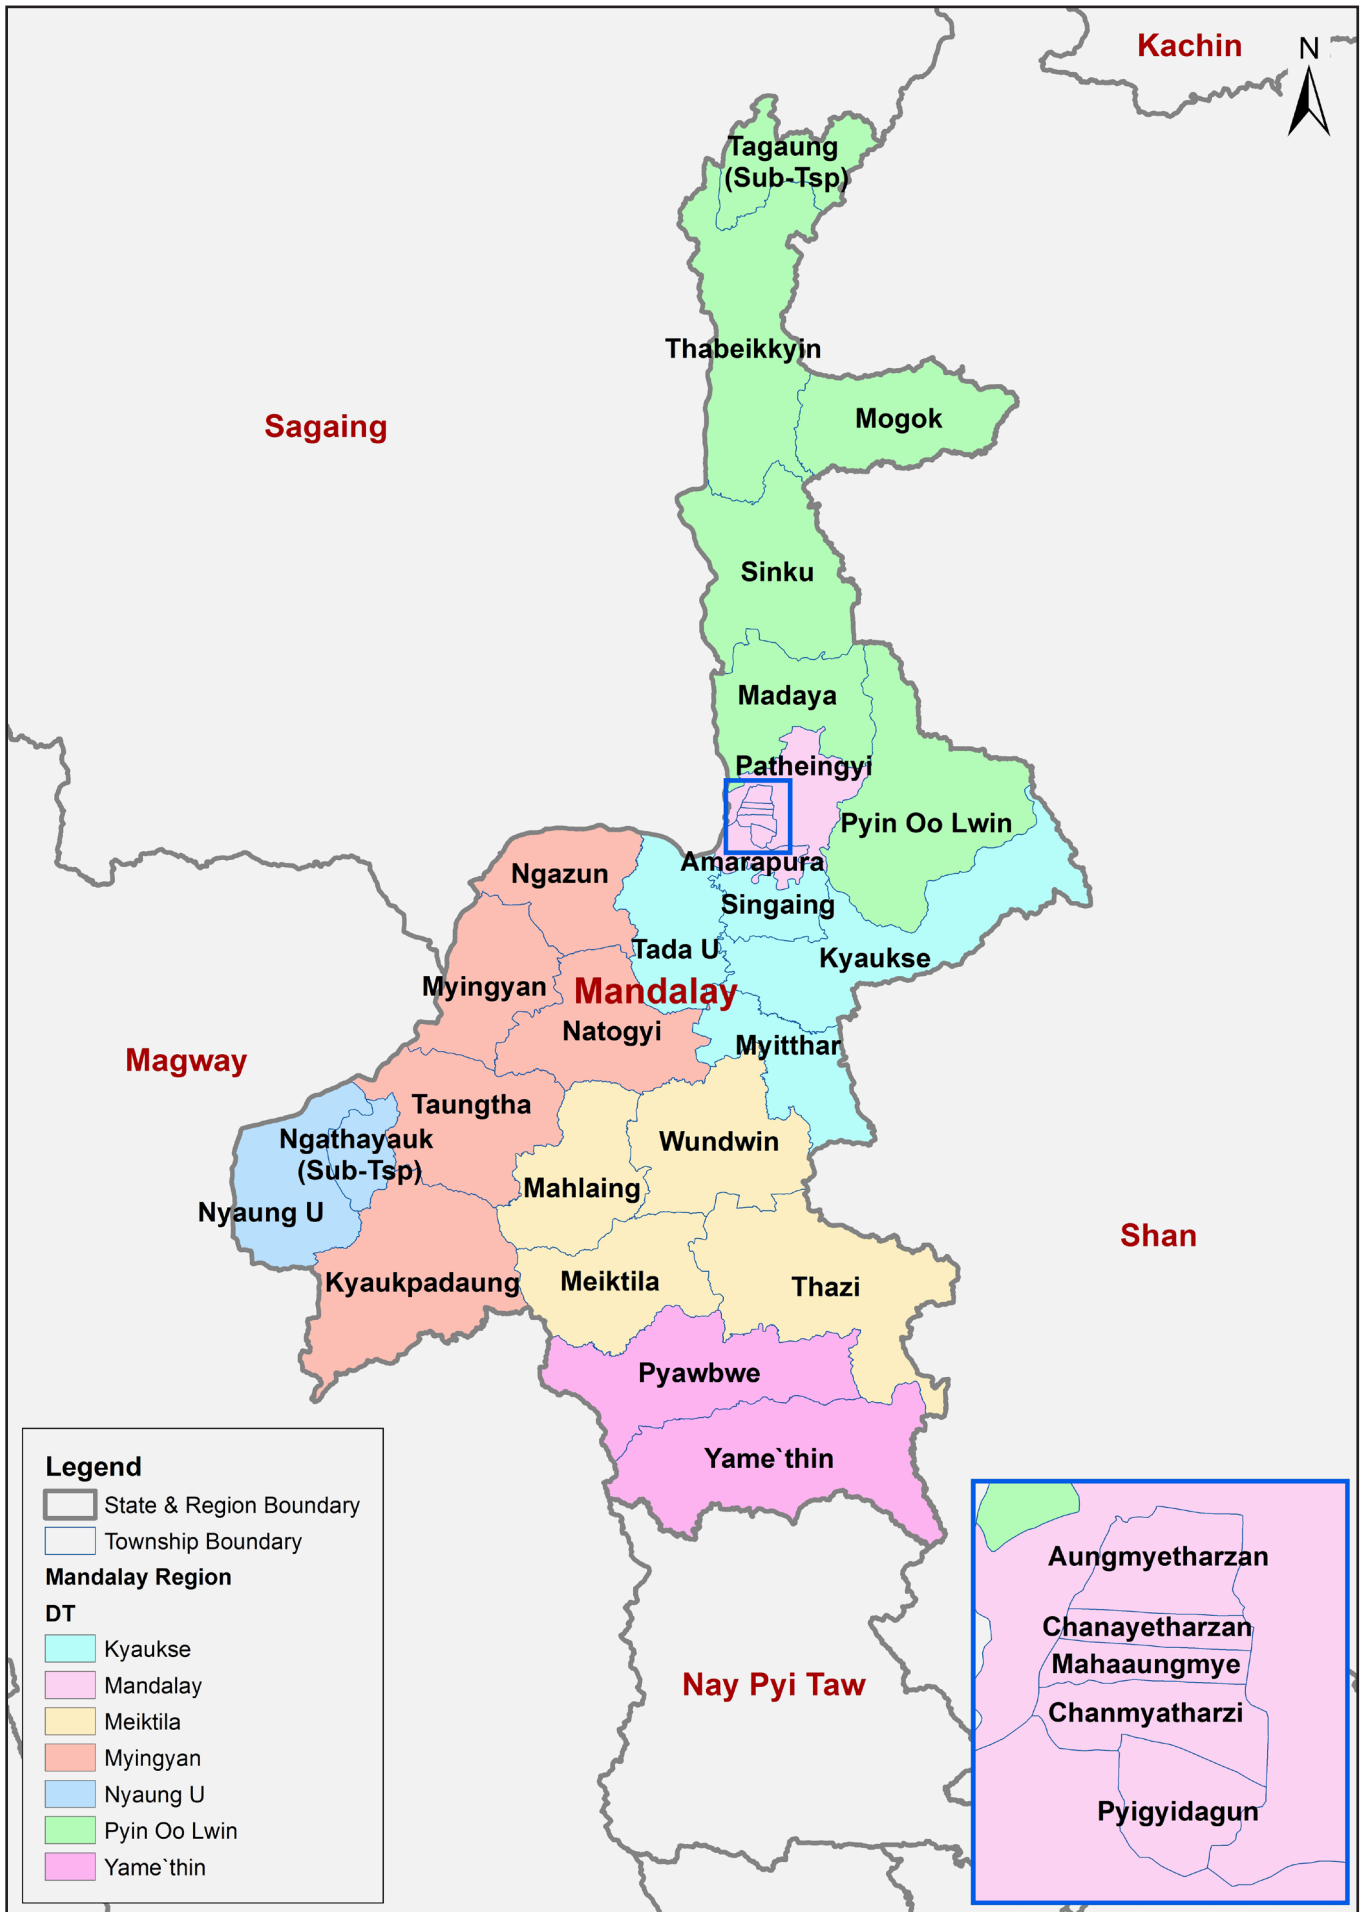 Kachin
N
Tagaung
(Sub-Tsp)
Thabeikkyin
Mogok
Sagaing
Sinku
Madaya
Patheingyi
Pyin Oo Lwin
Amarapura
Ngazun
Singaing
Tada U
Kyaukse
Myingyan
Mandalay
Natogyi
Myitthar
Magway
Taungtha
Ngathayauk
(Sub-Tsp)
Wundwin
Mahlaing
Nyaung U
Shan
Kyaukpadaung
Meiktila
Thazi
Pyawbwe
Yame`thin
Nay Pyi Taw
Legend
State & Region Boundary
Township Boundary
Mandalay Region
DT
Kyaukse
Mandalay
Meiktila
Myingyan
Nyaung U
Pyin Oo Lwin
Yame`thin
Aungmyetharzan
Chanayetharzan
Mahaaungmye
Chanmyatharzi
Pyigyidagun